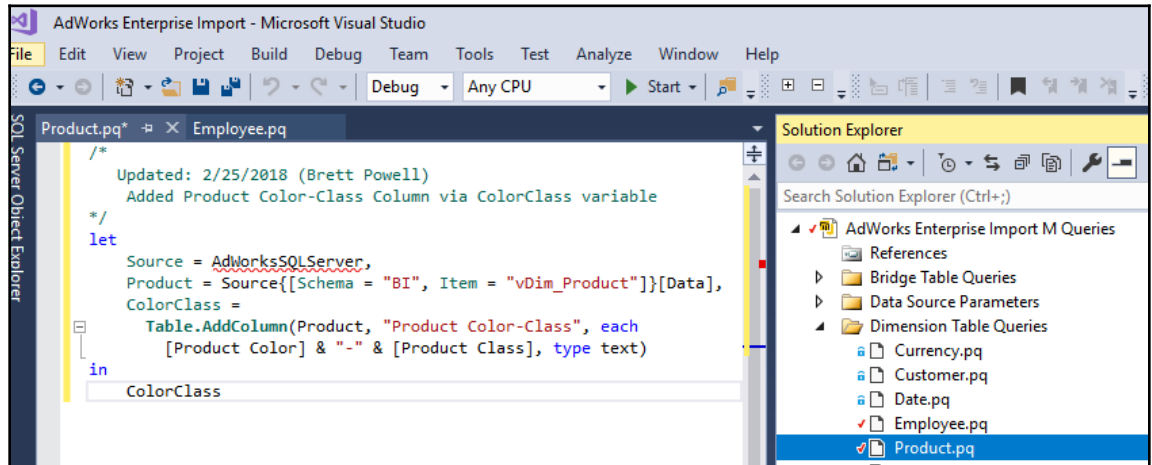 AdWorks Enterprise Import - Microsoft Visual Studio
File Edit View Project Build Debug Team Tools Test Analyze Window Help
Debug Any CPU Start
SQL Server Object Explorer
Product.pq* Employee.pq
/*
Updated: 2/25/2018 (Brett Powell)
Added Product Color-Class Column via ColorClass variable
*/
let
Source = AdWorksSQLServer,
Product = Source{[Schema = "BI", Item = "vDim_Product"]}[Data],
ColorClass =
Table.AddColumn(Product, "Product Color-Class", each
[Product Color] & "-" & [Product Class], type text)
in
ColorClass
Solution Explorer
Search Solution Explorer (Ctrl+;)
AdWorks Enterprise Import M Queries
References
Bridge Table Queries
Data Source Parameters
Dimension Table Queries
Currency.pq
Customer.pq
Date.pq
Employee.pq
Product.pq